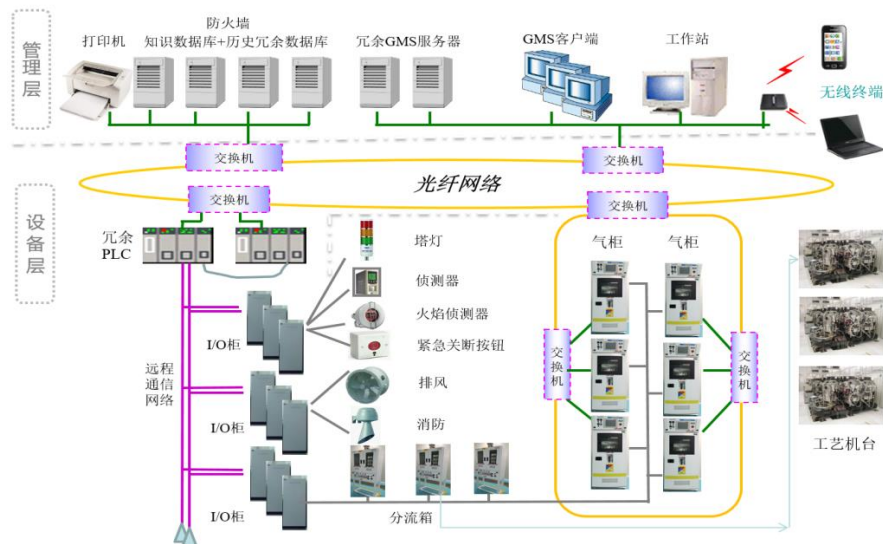 管理层
打印机
防火墙
知识数据库+历史冗余数据库
冗余GMS服务器
GMS客户端
工作站
无线终端
交换机
交换机
光纤网络
交换机
交换机
设备层
冗余
PLC
塔灯
侦测器
火焰侦测器
紧急关断按钮
排风
消防
I/O柜
I/O柜
I/O柜
远程
通信
网络
分流箱
气柜
气柜
交换机
交换机
工艺机台